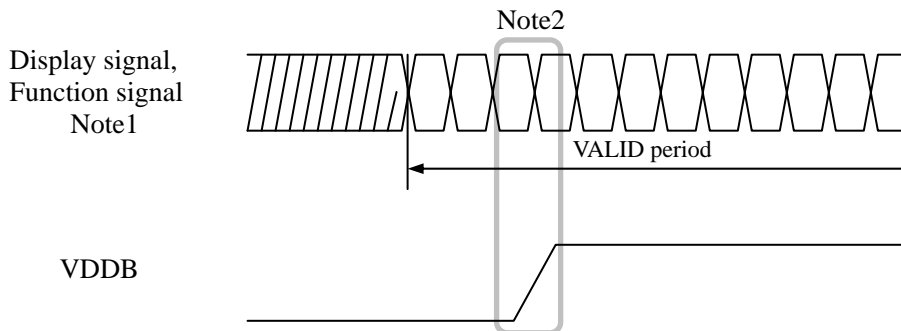 Note2
Display signal,
Function signal
Note1
VALID period
VDDB